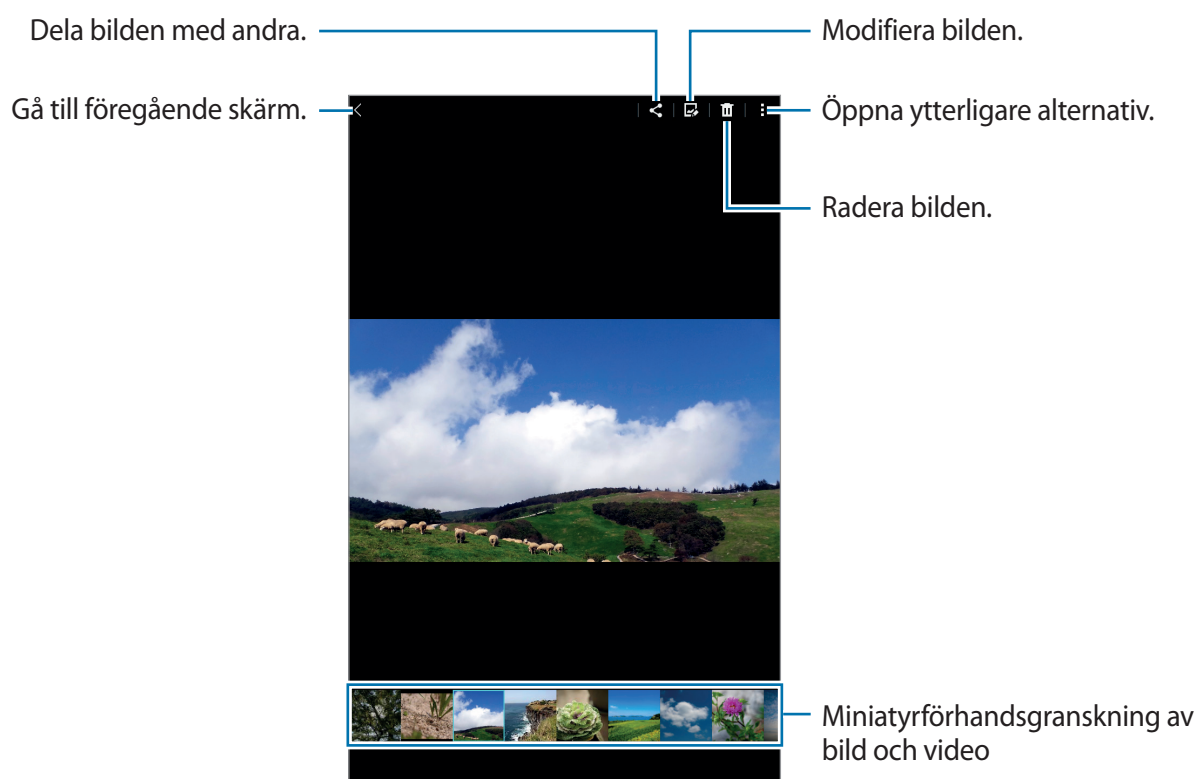 Dela bilden med andra.
Modifiera bilden.
Gå till föregående skärm.
Öppna ytterligare alternativ.
Radera bilden.
Miniatyrförhandsgranskning av
bild och video